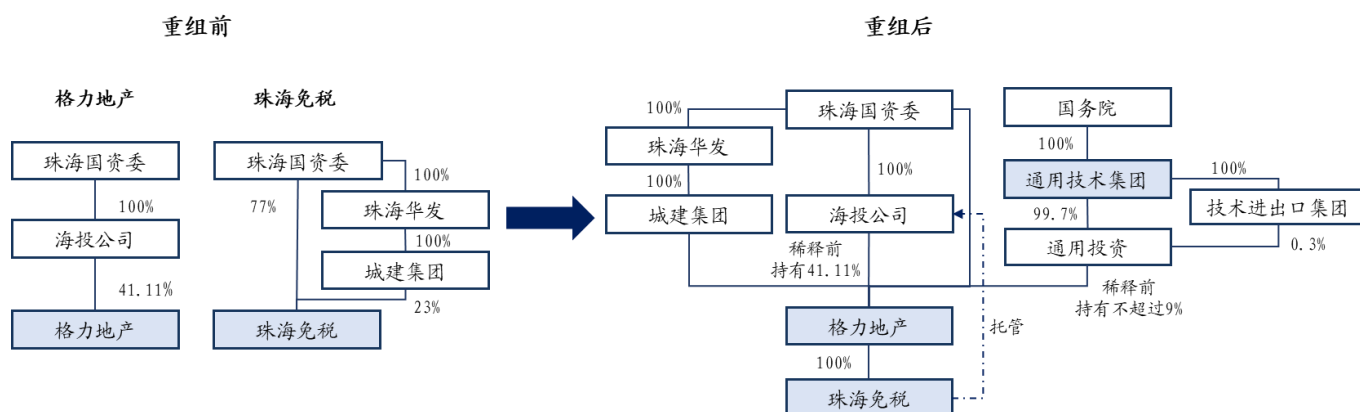 重组前
格力地产
珠海免税
珠海国资委
100%
海投公司
41.11%
格力地产
珠海国资委
77%
100%
珠海华发
100%
城建集团
23%
珠海免税
重组后
100%
珠海国资委
珠海华发
100%
城建集团
100%
海投公司
稀释前
持有41.11%
国务院
100%
通用技术集团
100%
99.7%
技术进出口集团
通用投资
0.3%
稀释前
持有不超过9%
格力地产
托管
100%
珠海免税